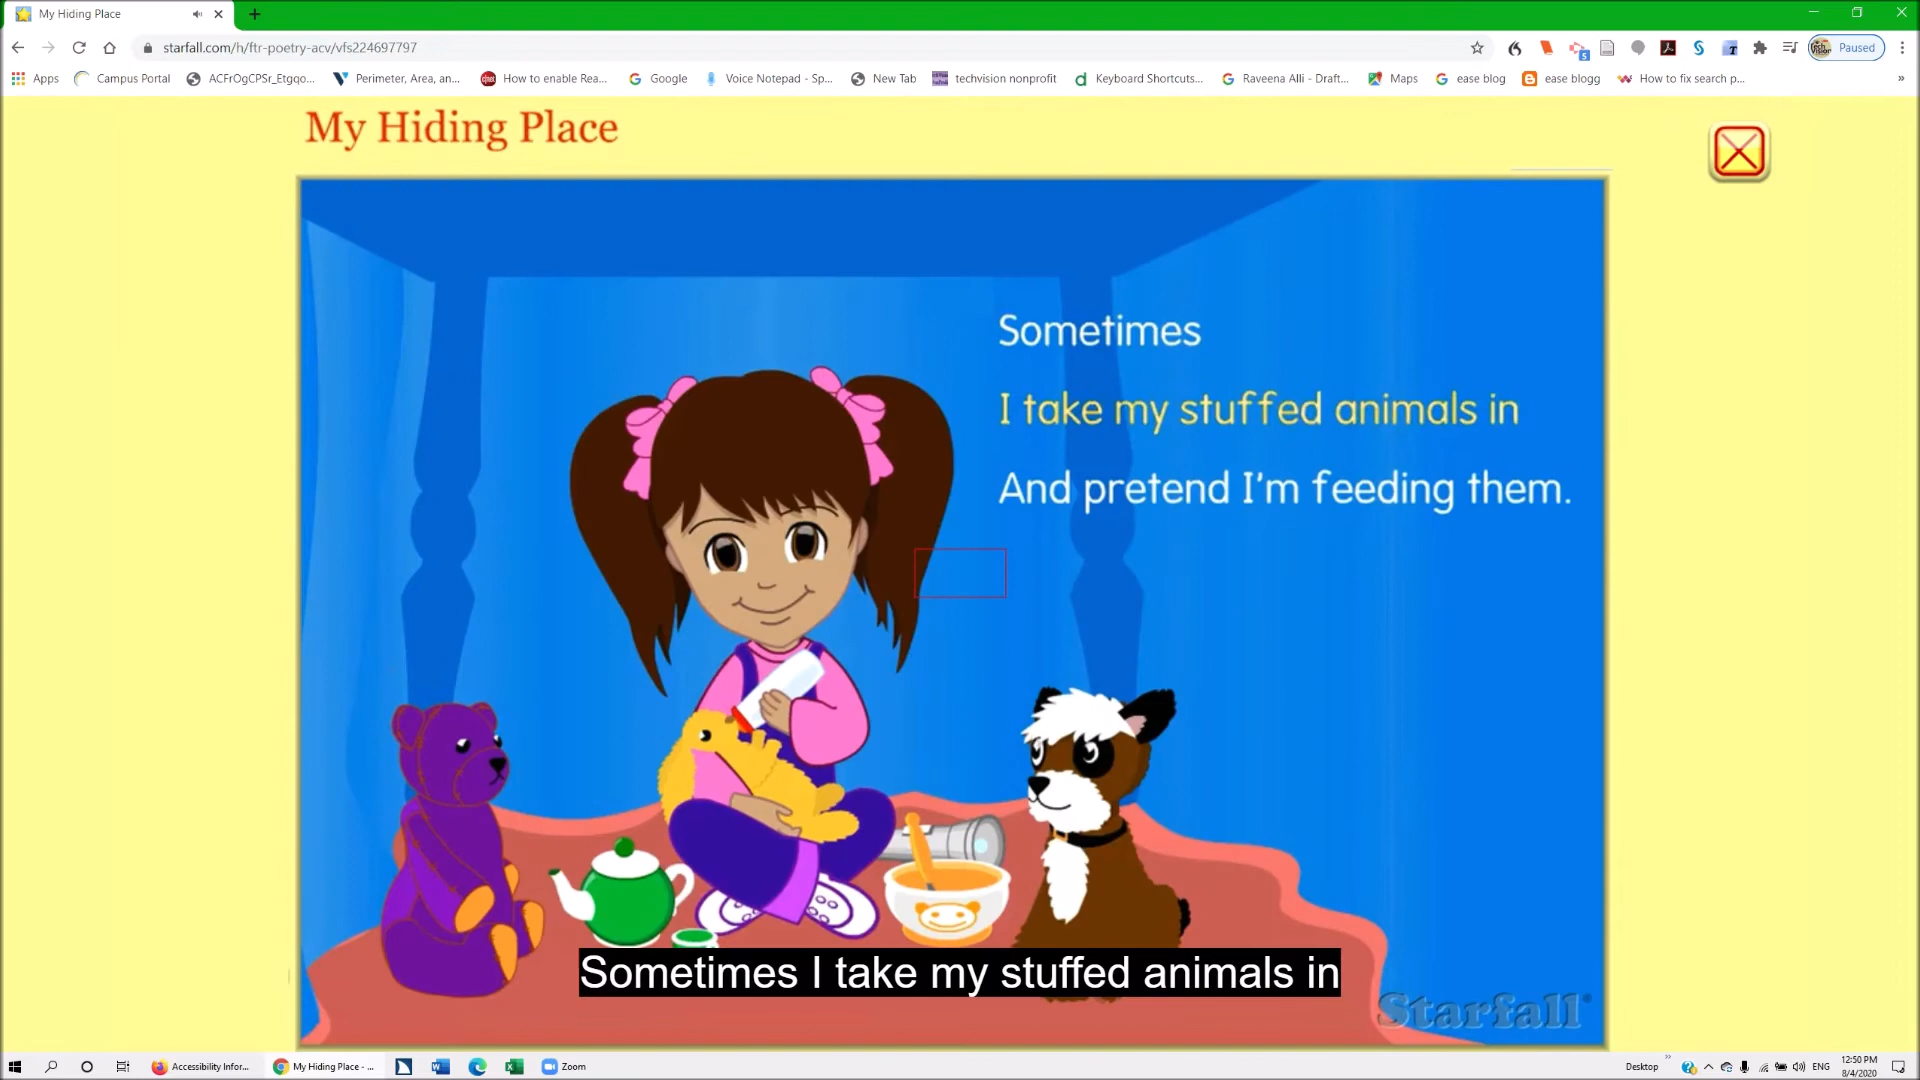 My Hiding Place
starfall.com/h/ftr-poetry-acv/vfs224697797
Paused
Apps
Campus Portal
ACFrOgCPSr_Etgqo...
Perimeter, Area, an...
How to enable Rea...
Google
Voice Notepad - Sp...
New Tab
techvision nonprofit
Keyboard Shortcuts...
Raveena Alli - Draft...
Maps
ease blog
ease blogg
How to fix search p...
My Hiding Place
Sometimes
I take my stuffed animals in
And pretend I'm feeding them.
Sometimes I take my stuffed animals in
Starfall
Accessibility Infor...
My Hiding Place - ...
Zoom
Desktop
ENG
12:50 PM
8/4/2020